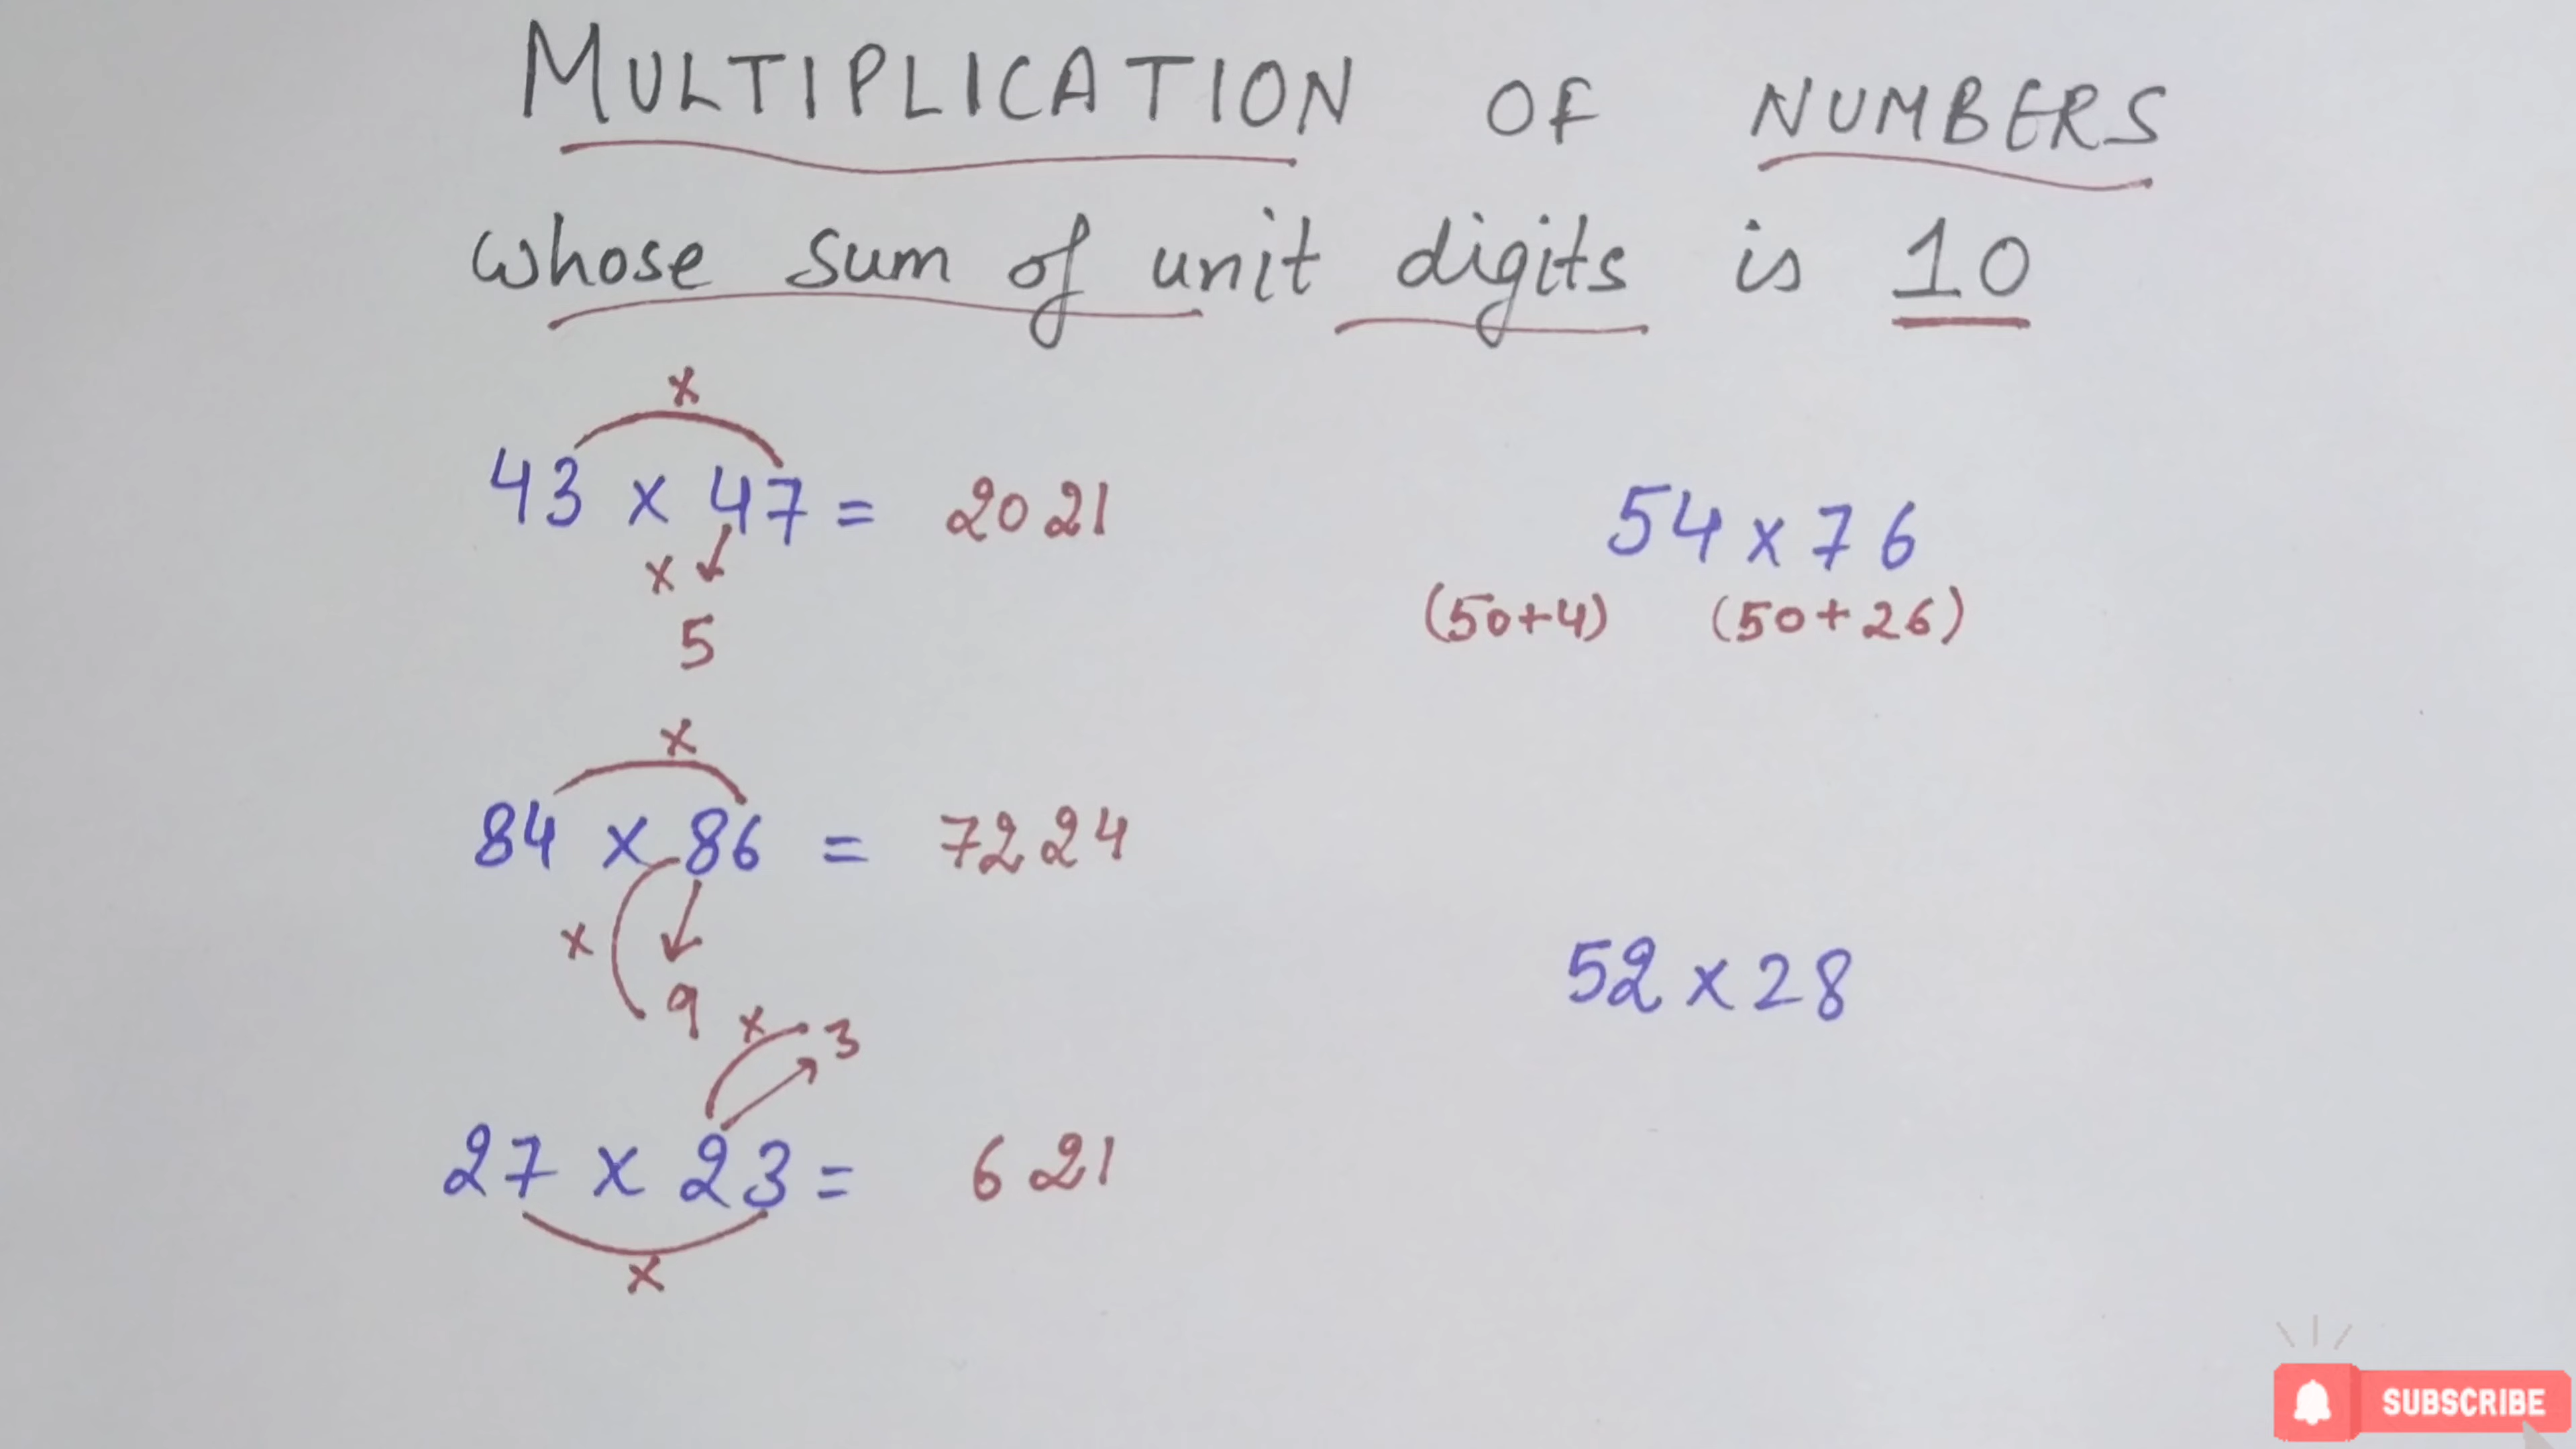 MULTIPLICATION OF NUMBERS
whose sum of unit digits is 10
x
43 x 47 = 2021
x
5
x
84 x 86 = 7224
x
9
x 3
27 x 23 = 621
x
54 x 76
(50+4) (50+26)
52 x 28
SUBSCRIBE